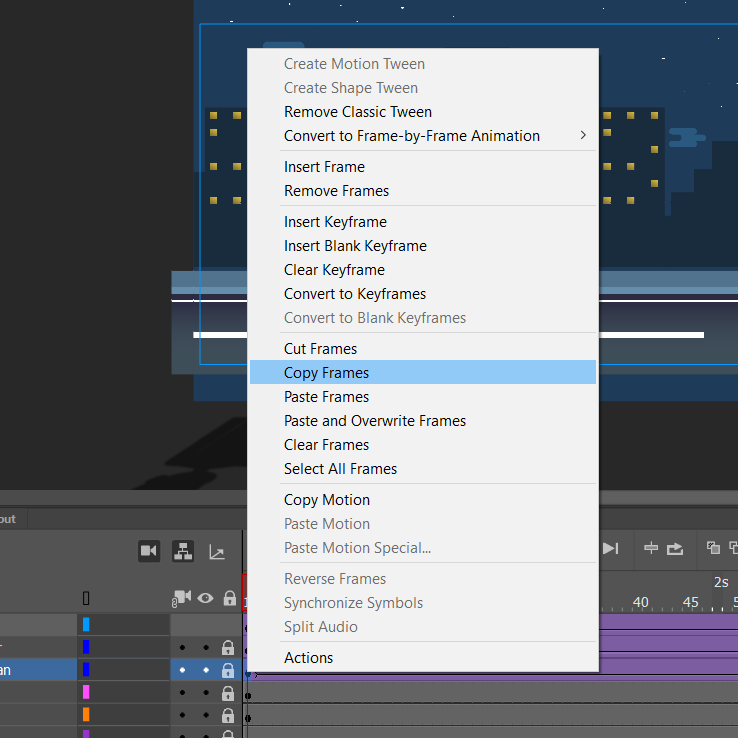 Create Motion Tween
Create Shape Tween
Remove Classic Tween
Convert to Frame-by-Frame Animation
Insert Frame
Remove Frames
Insert Keyframe
Insert Blank Keyframe
Clear Keyframe
Convert to Keyframes
Convert to Blank Keyframes
Cut Frames
Copy Frames
Paste Frames
Paste and Overwrite Frames
Clear Frames
Select All Frames
Copy Motion
Paste Motion
Paste Motion Special...
Reverse Frames
Synchronize Symbols
Split Audio
Actions
out
2s
1 40 45 5
an